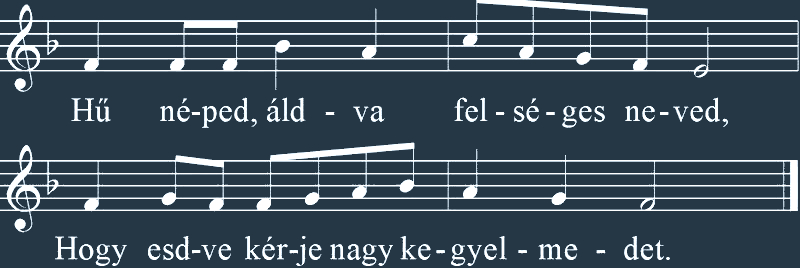 Hű né-ped, áld - va fel - sé - ges ne - ved,
Hogy esd-ve kér-je nagy ke - gyel - me - det.